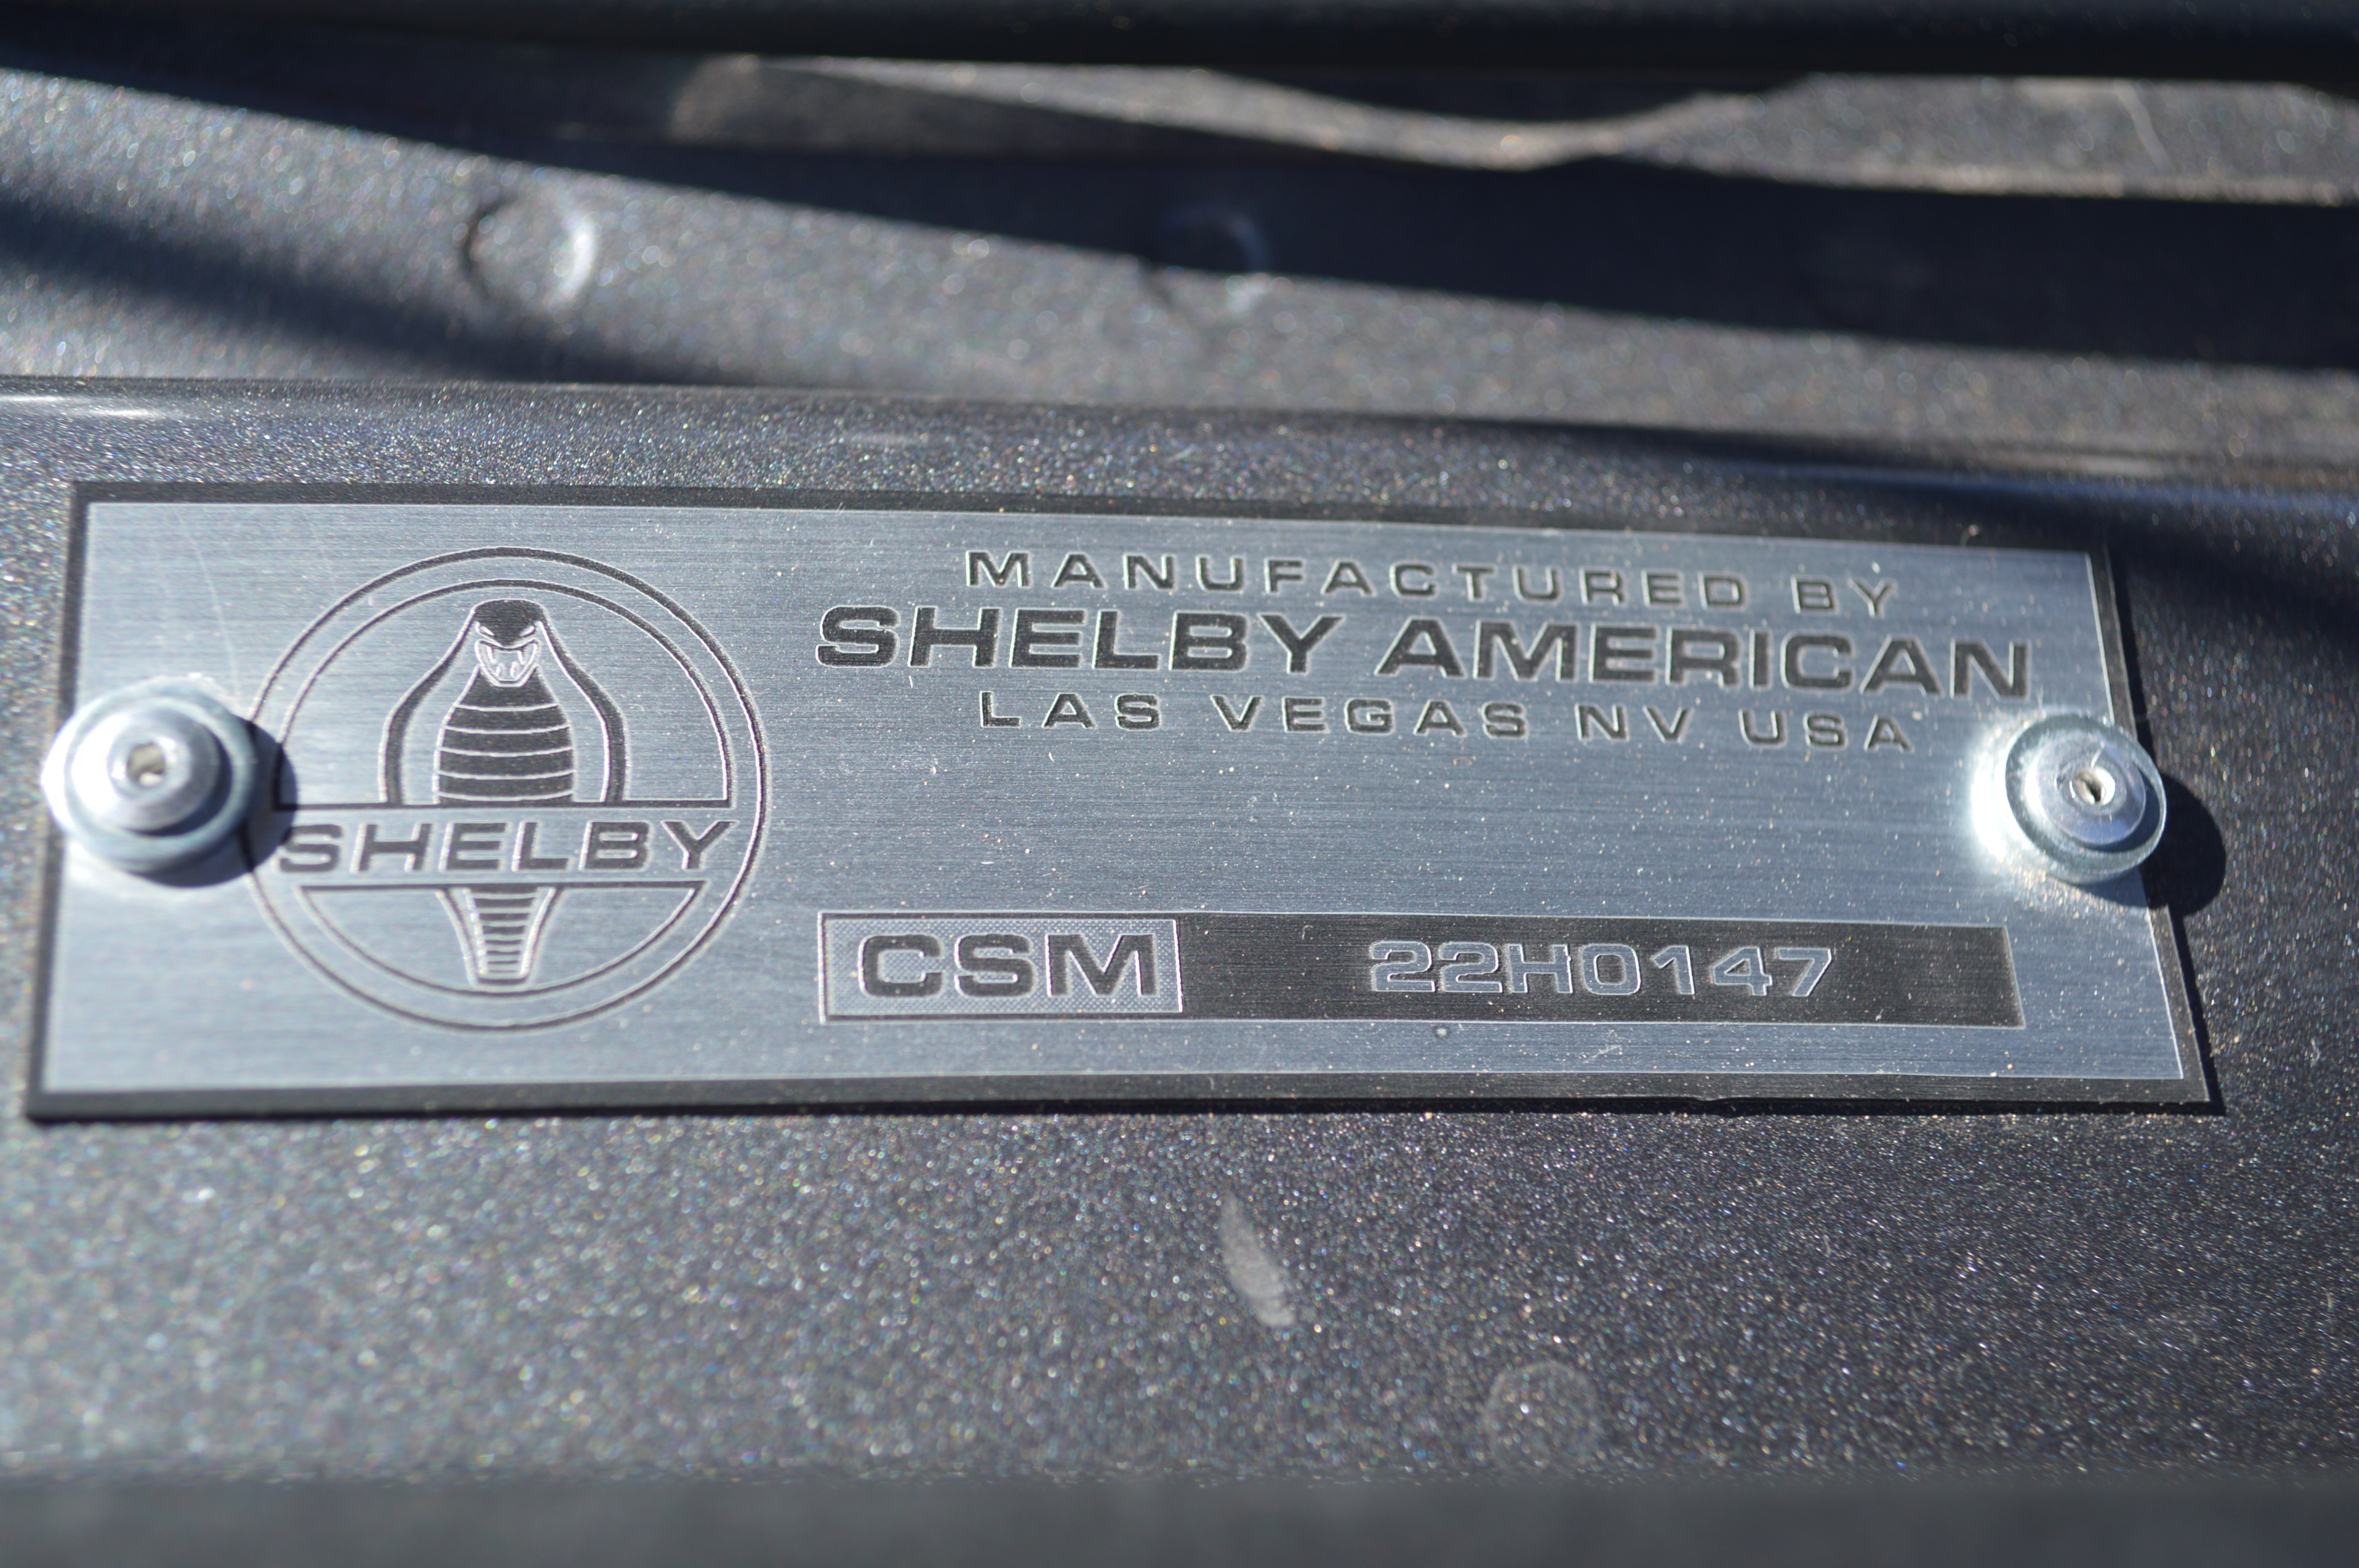 MANUFACTURED BY
SHELBY AMERICAN
LAS VEGAS NV USA
SHELBY
CSM 22H0147